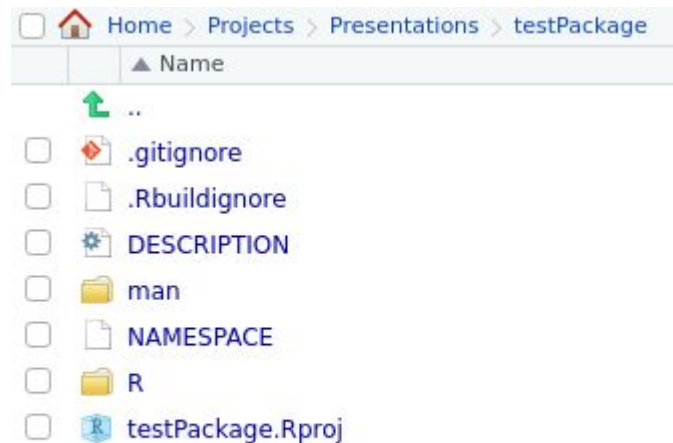 Home > Projects > Presentations > testPackage
▲ Name
..
.gitignore
.Rbuildignore
DESCRIPTION
man
NAMESPACE
R
testPackage.Rproj